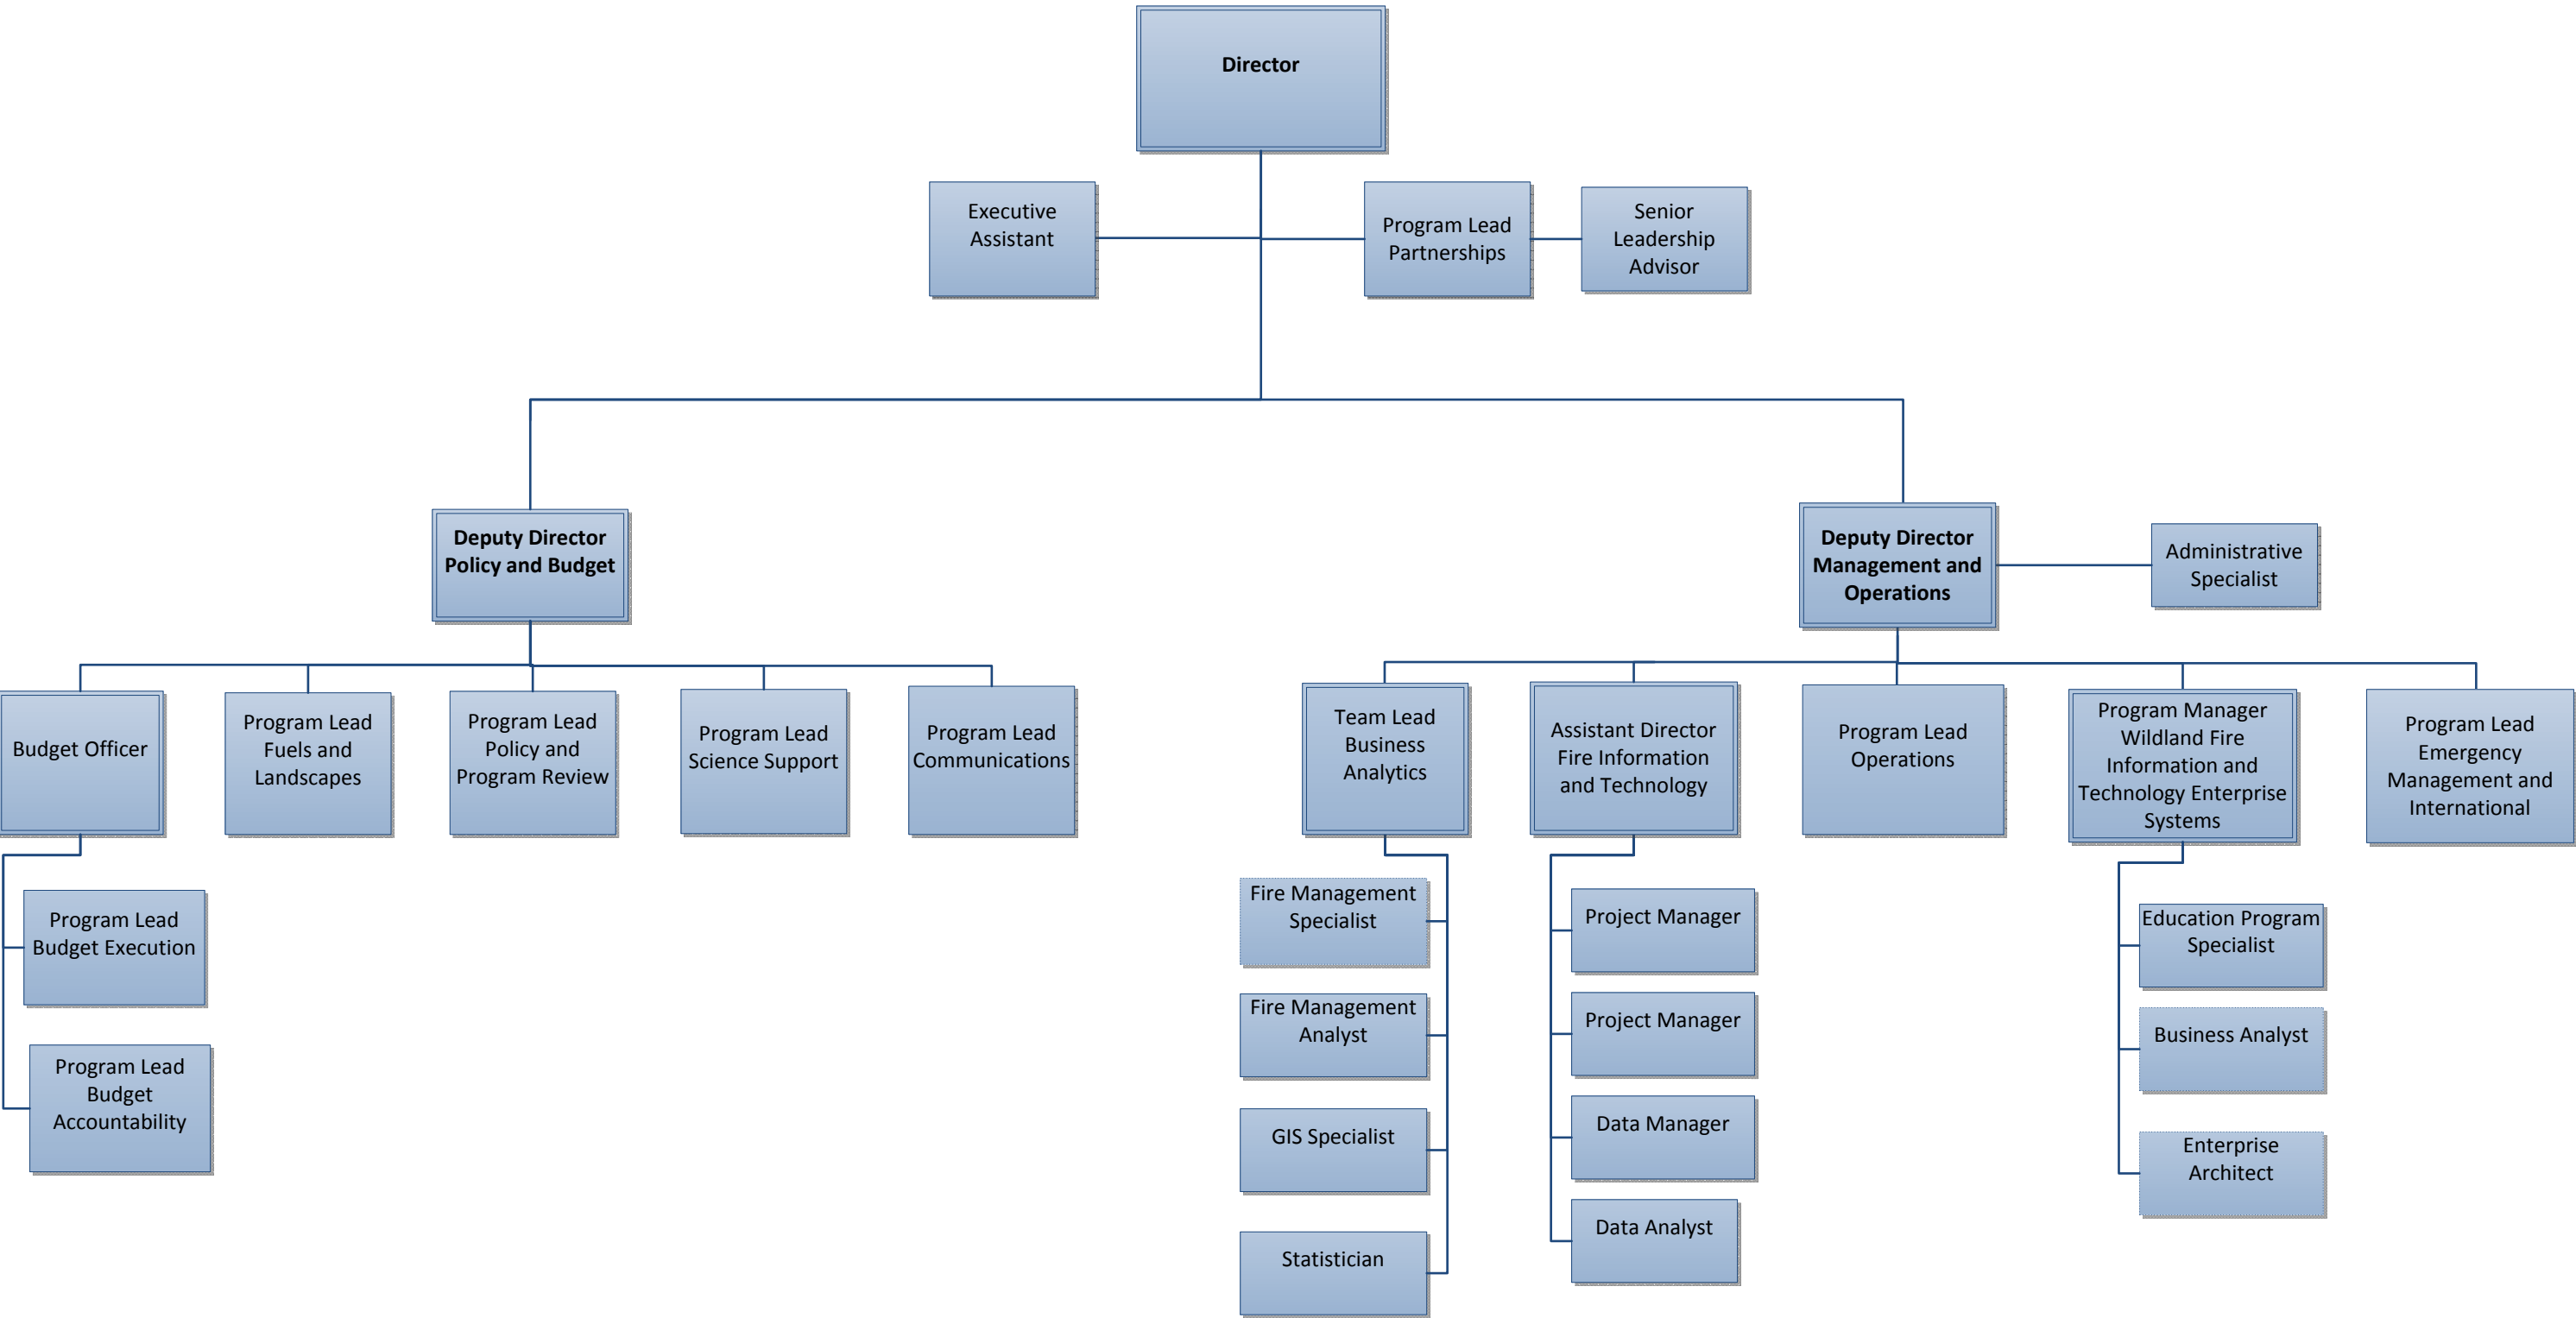 Director
Executive
Assistant
Program Lead
Partnerships
Senior
Leadership
Advisor
Deputy Director
Policy and Budget
Deputy Director
Management and
Operations
Administrative
Specialist
Budget Officer
Program Lead
Fuels and
Landscapes
Program Lead
Policy and
Program Review
Program Lead
Science Support
Program Lead
Communications
Team Lead
Business
Analytics
Assistant Director
Fire Information
and Technology
Program Lead
Operations
Program Manager
Wildland Fire
Information and
Technology Enterprise
Systems
Program Lead
Emergency
Management and
International
Program Lead
Budget Execution
Program Lead
Budget
Accountability
Fire Management
Specialist
Fire Management
Analyst
GIS Specialist
Statistician
Project Manager
Project Manager
Data Manager
Data Analyst
Education Program
Specialist
Business Analyst
Enterprise
Architect